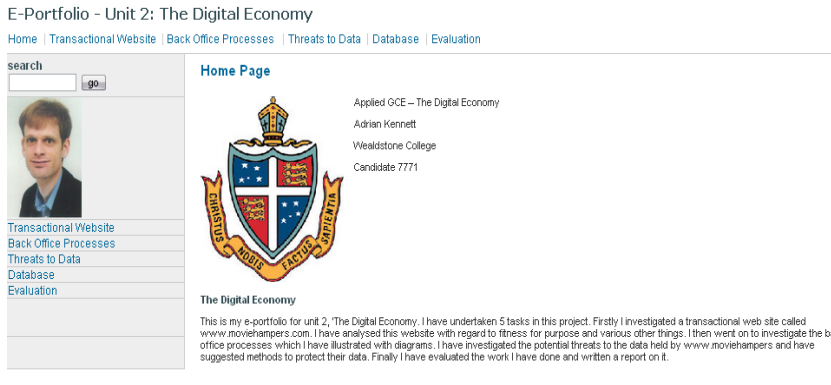 E-Portfolio - Unit 2: The Digital Economy
Home | Transactional Website | Back Office Processes | Threats to Data | Database | Evaluation
search
go
Transactional Website
Back Office Processes
Threats to Data
Database
Evaluation
Home Page
Applied GCE – The Digital Economy
Adrian Kennett
Wealdstone College
Candidate 7771
CHRISTUS NOBIS FACTUS SAPIENTIA
The Digital Economy
This is my e-portfolio for unit 2, 'The Digital Economy. I have undertaken 5 tasks in this project. Firstly I investigated a transactional web site called
www.moviehampers.com. I have analysed this website with regard to fitness for purpose and various other things. I then went on to investigate the
office processes which I have illustrated with diagrams. I have investigated the potential threats to the data held by www.moviehampers and have
suggested methods to protect their data. Finally I have evaluated the work I have done and written a report on it.